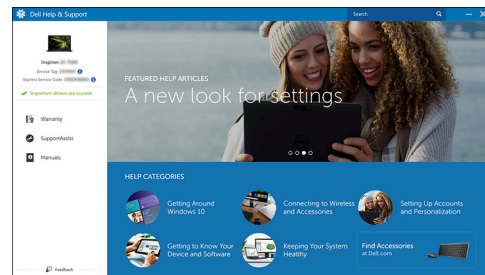 Dell Help & Support
Search
Inspiron
Service Tag
Express Service Code
Important drivers are current
Warranty
SupportAssist
Manuals
Feedback
FEATURED HELP ARTICLES
A new look for settings
HELP CATEGORIES
Getting Around
Windows 10
Connecting to Wireless
and Accessories
Setting Up Accounts
and Personalization
Getting to Know Your
Device and Software
Keeping Your System
Healthy
Find Accessories
at Dell.com